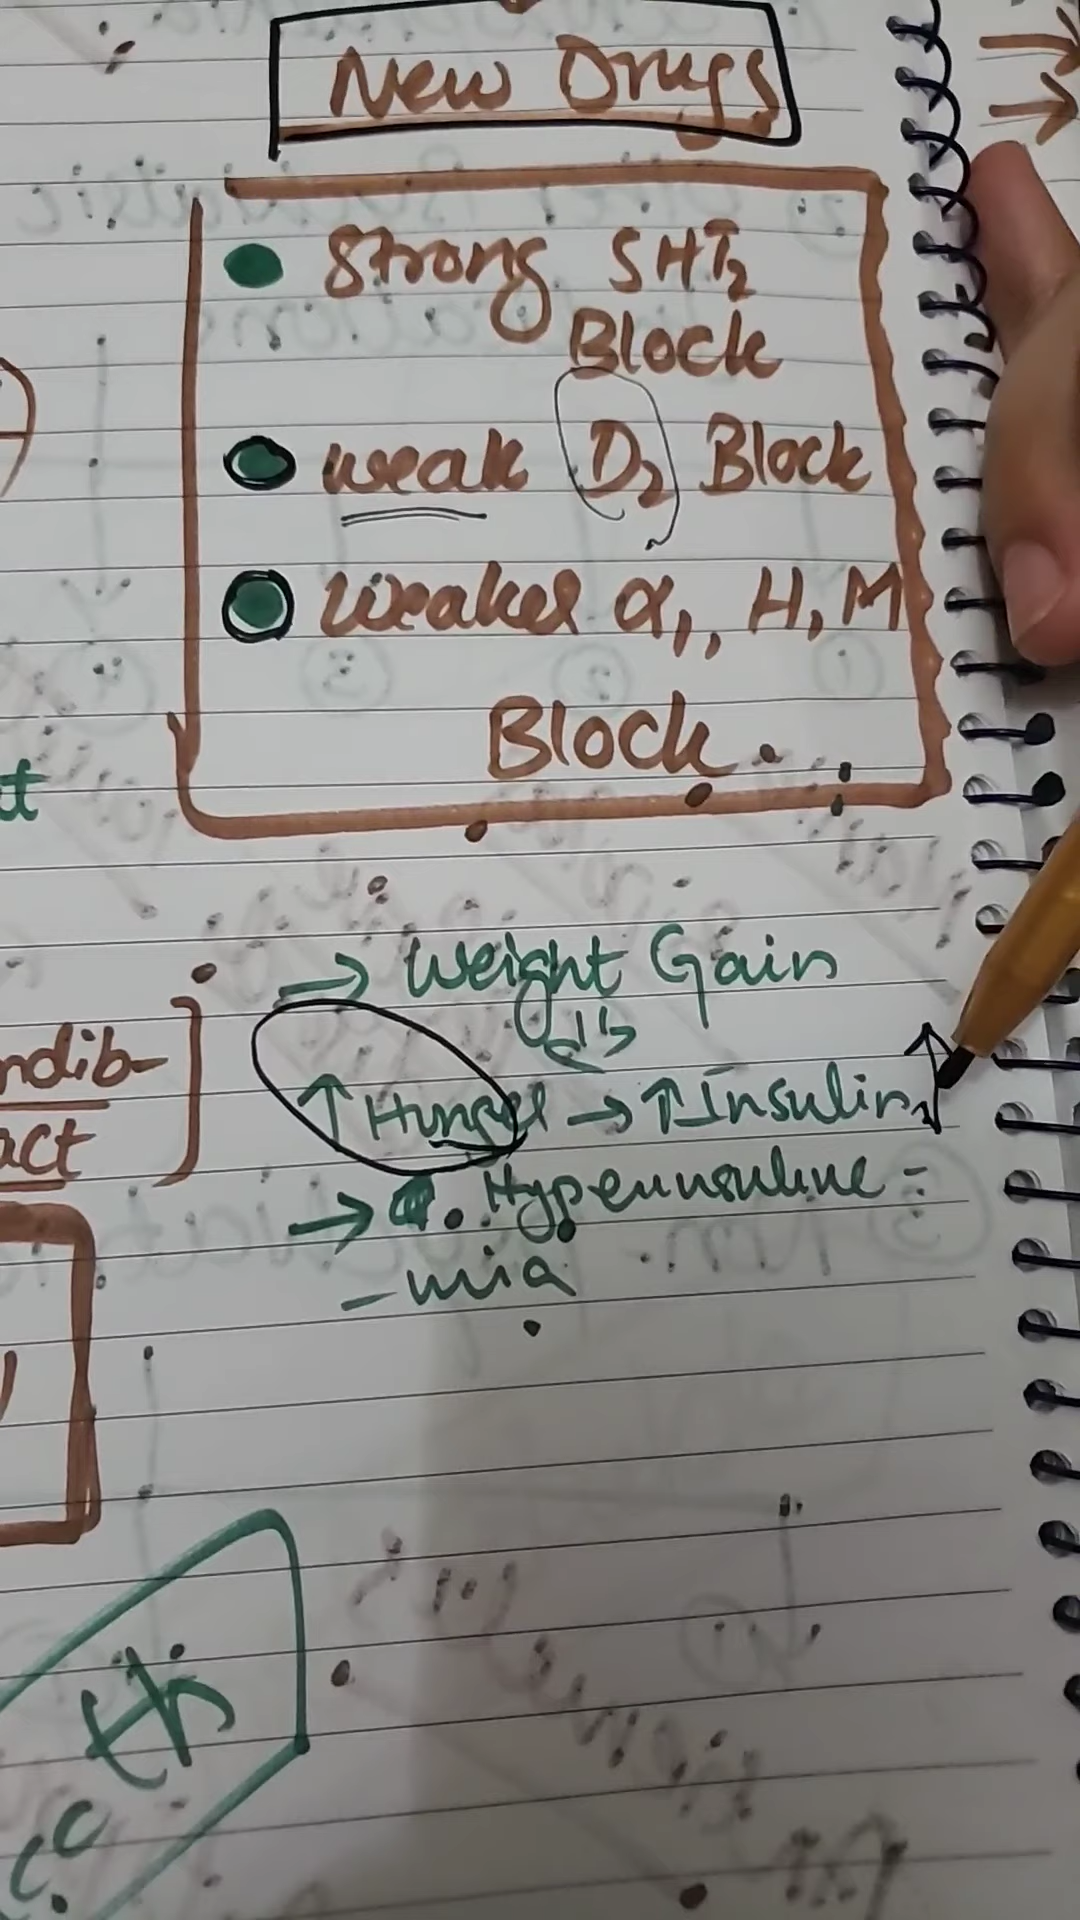 New Drugs
Strong 5HT2
Block
weak D2 Block
weaker α1, H, M
Block.
t
→ Weight Gain
ndib-
↑ Hunger → ↑ Insulin
act
→ . Hyperinsuline -
- mia